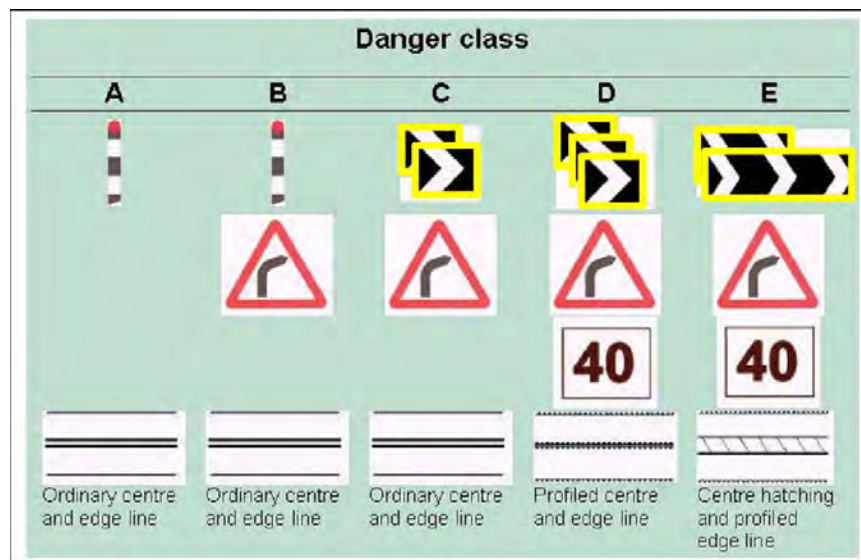 Danger class
A B C D E
40 40
Ordinary centre and edge line
Ordinary centre and edge line
Ordinary centre and edge line
Profiled centre and edge line
Centre hatching and profiled edge line